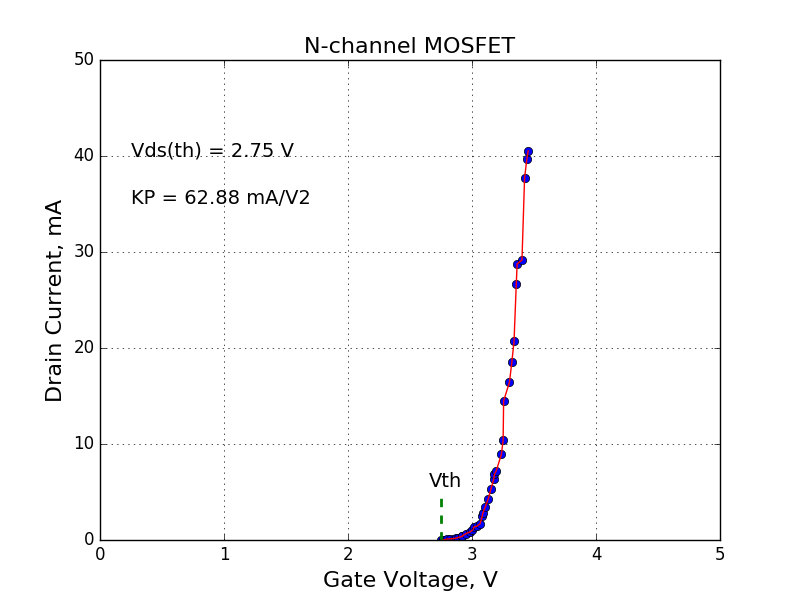 N-channel MOSFET
50
40
30
20
10
0
Drain Current, mA
Vds(th) = 2.75 V
KP = 62.88 mA/V2
Vth
0 1 2 3 4 5
Gate Voltage, V